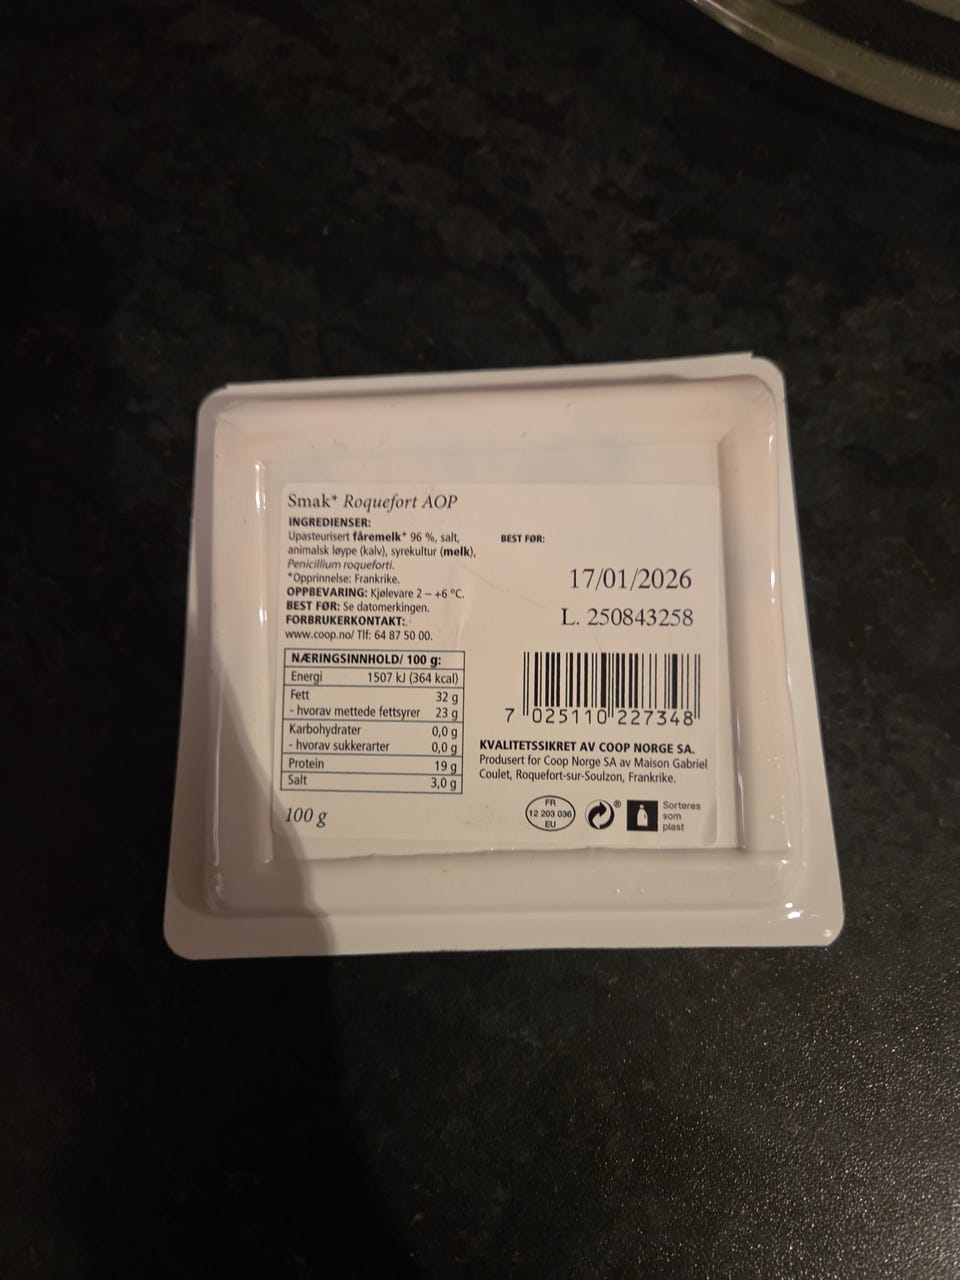 Smak* Roquefort AOP
INGREDIENSER:
Upasteurisert fåremelk* 96 %, salt,
animalsk løype (kalv), syrekultur (melk),
Penicillium roqueforti.
*Opprinnelse: Frankrike.
OPPBEVARING: Kjølevare 2 – +6 °C.
BEST FØR: Se datomerkingen.
FORBRUKERKONTAKT:
www.coop.no/ Tlf: 64 87 50 00.
NÆRINGSINNHOLD/ 100 g:
Energi 1507 kJ (364 kcal)
Fett 32 g
- hvorav mettede fettsyrer 23 g
Karbohydrater 0,0 g
- hvorav sukkerarter 0,0 g
Protein 19 g
Salt 3,0 g
100 g
BEST FØR:
17/01/2026
L. 250843258
7 025110 227348
KVALITETSSIKRET AV COOP NORGE SA.
Produsert for Coop Norge SA av Maison Gabriel
Coulet, Roquefort-sur-Soulzon, Frankrike.
FR
12 203 036
EU
®
Sorteres
som
plast